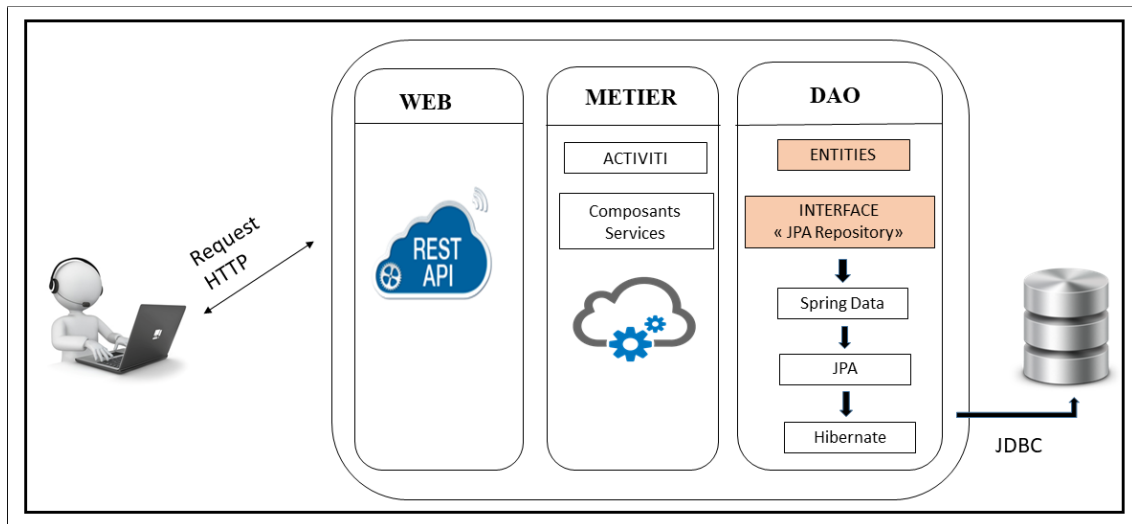 WEB
METIER
DAO
ACTIVITI
ENTITIES
Composants
Services
INTERFACE
« JPA Repository»
Request
HTTP
REST
API
Spring Data
JPA
Hibernate
JDBC